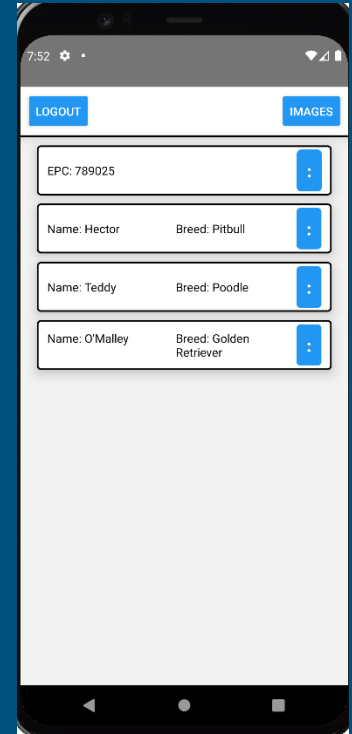 7:52
LOGOUT IMAGES
EPC: 789025 :
Name: Hector Breed: Pitbull :
Name: Teddy Breed: Poodle :
Name: O'Malley Breed: Golden
Retriever :